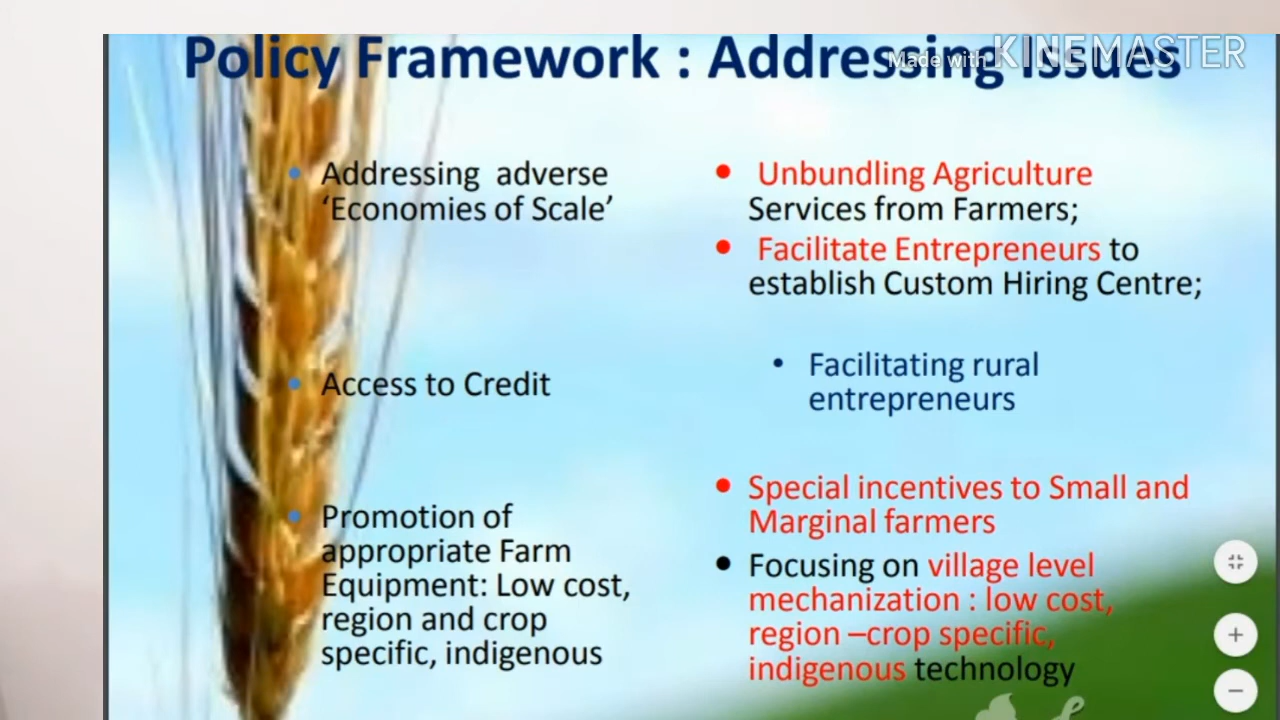 Policy Framework : Addressing Issues
Made with KINEMASTER
Addressing adverse
‘Economies of Scale’
Access to Credit
Promotion of
appropriate Farm
Equipment: Low cost,
region and crop
specific, indigenous
Unbundling Agriculture
Services from Farmers;
Facilitate Entrepreneurs to
establish Custom Hiring Centre;
Facilitating rural
entrepreneurs
Special incentives to Small and
Marginal farmers
Focusing on village level
mechanization : low cost,
region –crop specific,
indigenous technology